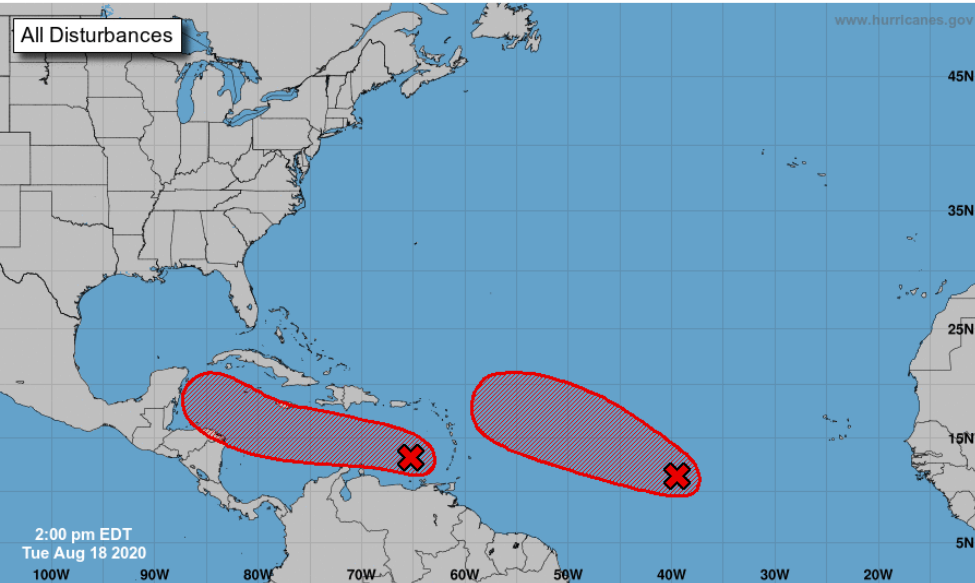 www.hurricanes.gov
All Disturbances
45N
35N
25N
15N
5N
2:00 pm EDT
Tue Aug 18 2020
100W 90W 80W 70W 60W 50W 40W 30W 20W